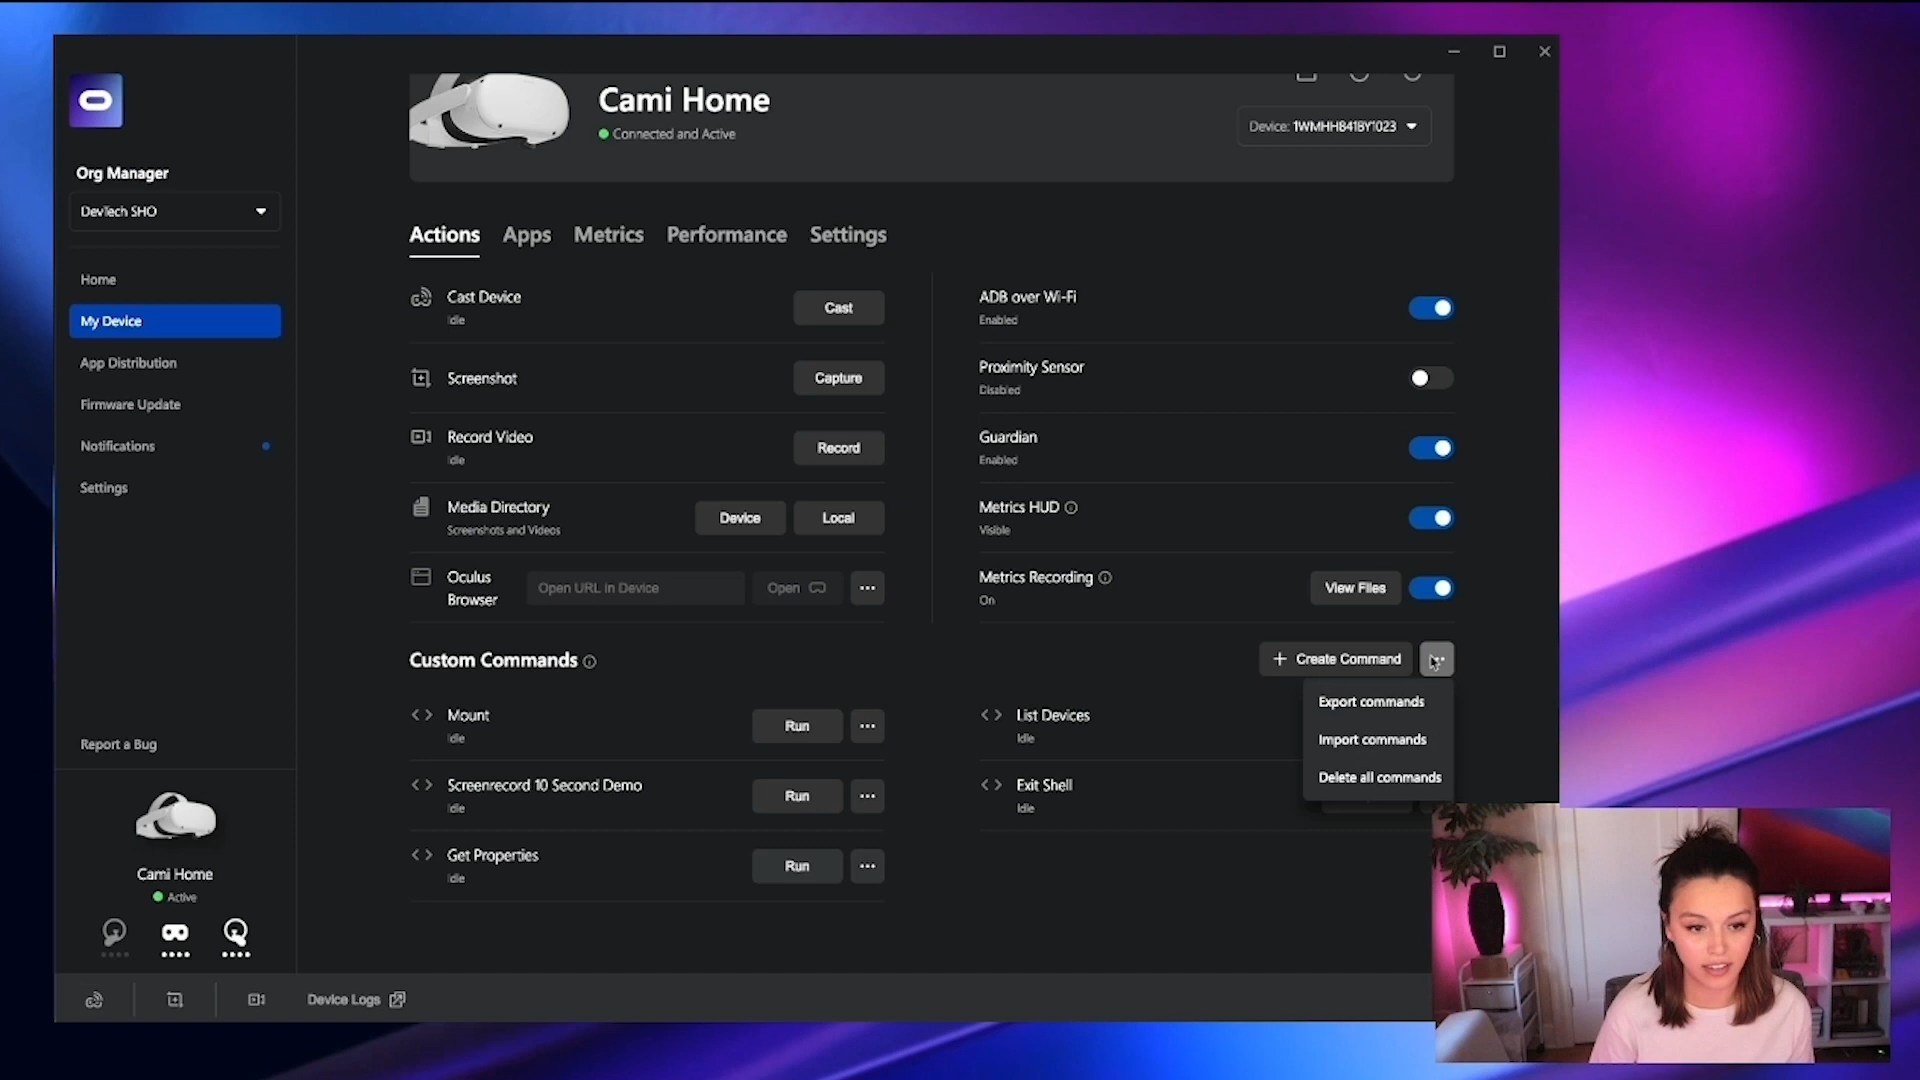 Org Manager
DevTech SHO
Home
My Device
App Distribution
Firmware Update
Notifications
Settings
Report a Bug
Cami Home
Active
Cami Home
Connected and Active
Device: 1WMHH8418Y1023
Actions Apps Metrics Performance Settings
Cast Device
Idle
Cast
Screenshot
Capture
Record Video
Idle
Record
Media Directory
Screenshots and Videos
Device Local
Oculus
Browser
Open URL in Device
Open
ADB over Wi-Fi
Enabled
Proximity Sensor
Disabled
Guardian
Enabled
Metrics HUD
Visible
Metrics Recording
On
View Files
Custom Commands
+ Create Command
Export commands
Import commands
Delete all commands
Mount
Idle
Run
Screenrecord 10 Second Demo
Idle
Run
Get Properties
Idle
Run
List Devices
Idle
Exit Shell
Idle
Device Logs